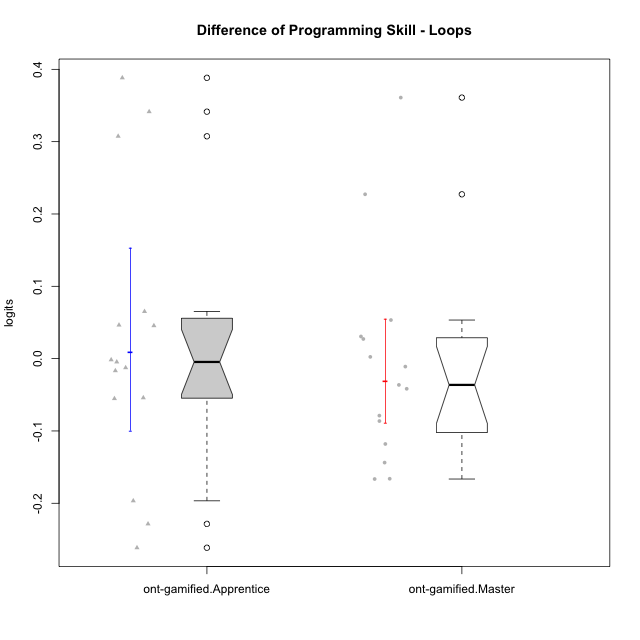 Difference of Programming Skill - Loops
logits
0.4
0.3
0.2
0.1
0.0
-0.1
-0.2
ont-gamified.Apprentice
ont-gamified.Master